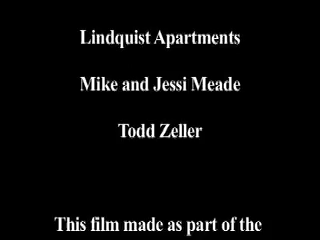 Lindquist Apartments
Mike and Jessi Meade
Todd Zeller
This film made as part of the